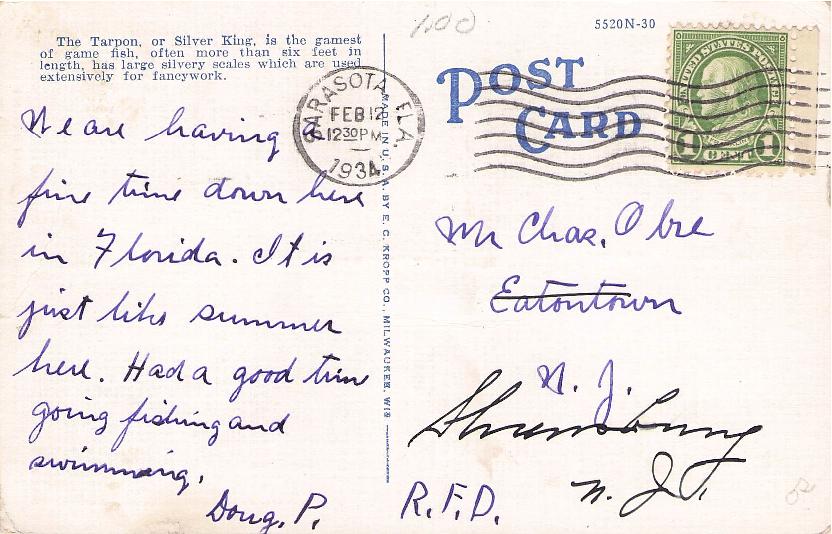 The Tarpon, or Silver King, is the gamest
of game fish, often more than six feet in
length, has large silvery scales which are used
extensively for fancywork.
We are having a
fine time down here
in Florida. It is
just like summer
here. Had a good time
going fishing and
swimming.
Doug. P.
SARASOTA, FLA.
FEB 12
12 30 PM
1934
MADE IN U.S.A. BY E. C. KROPP CO., MILWAUKEE, WIS
1.00
5520N-30
POST
CARD
UNITED STATES POSTAGE
1 CENT 1
Mr Chas. Obre
Eatontown
N. J.
Shrewsbury
N. J.
R.F.D.